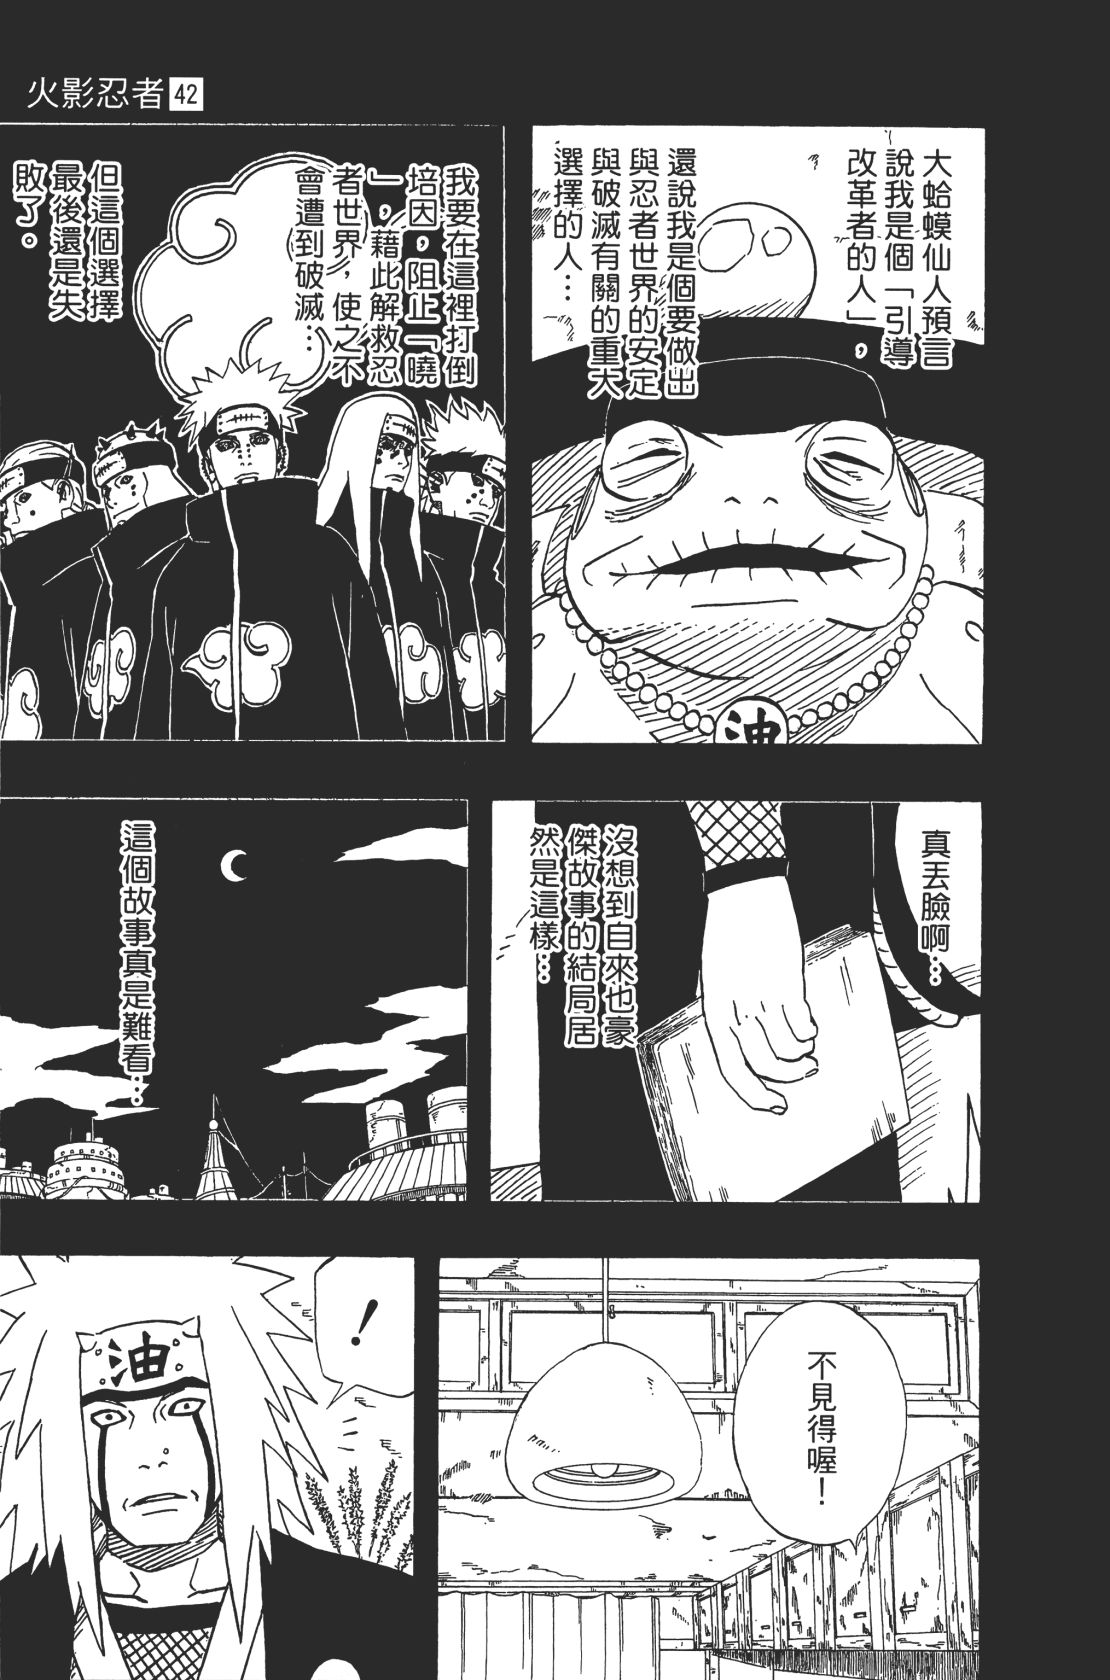 火影忍者42
大蛤蟆仙人預言
說我是個「引導
改革者的人」，
還說我是個要做出
與忍者世界的安定
與破滅有關的重大
選擇的人…
我要在這裡打倒
培因，阻止「曉
」，藉此解救忍
者世界，使之不
會遭到破滅…
但這個選擇
最後還是失
敗了。
油
真丟臉啊…
沒想到自來也豪
傑故事的結局居
然是這樣…
這個故事真是難看…
不見得喔！
！
油